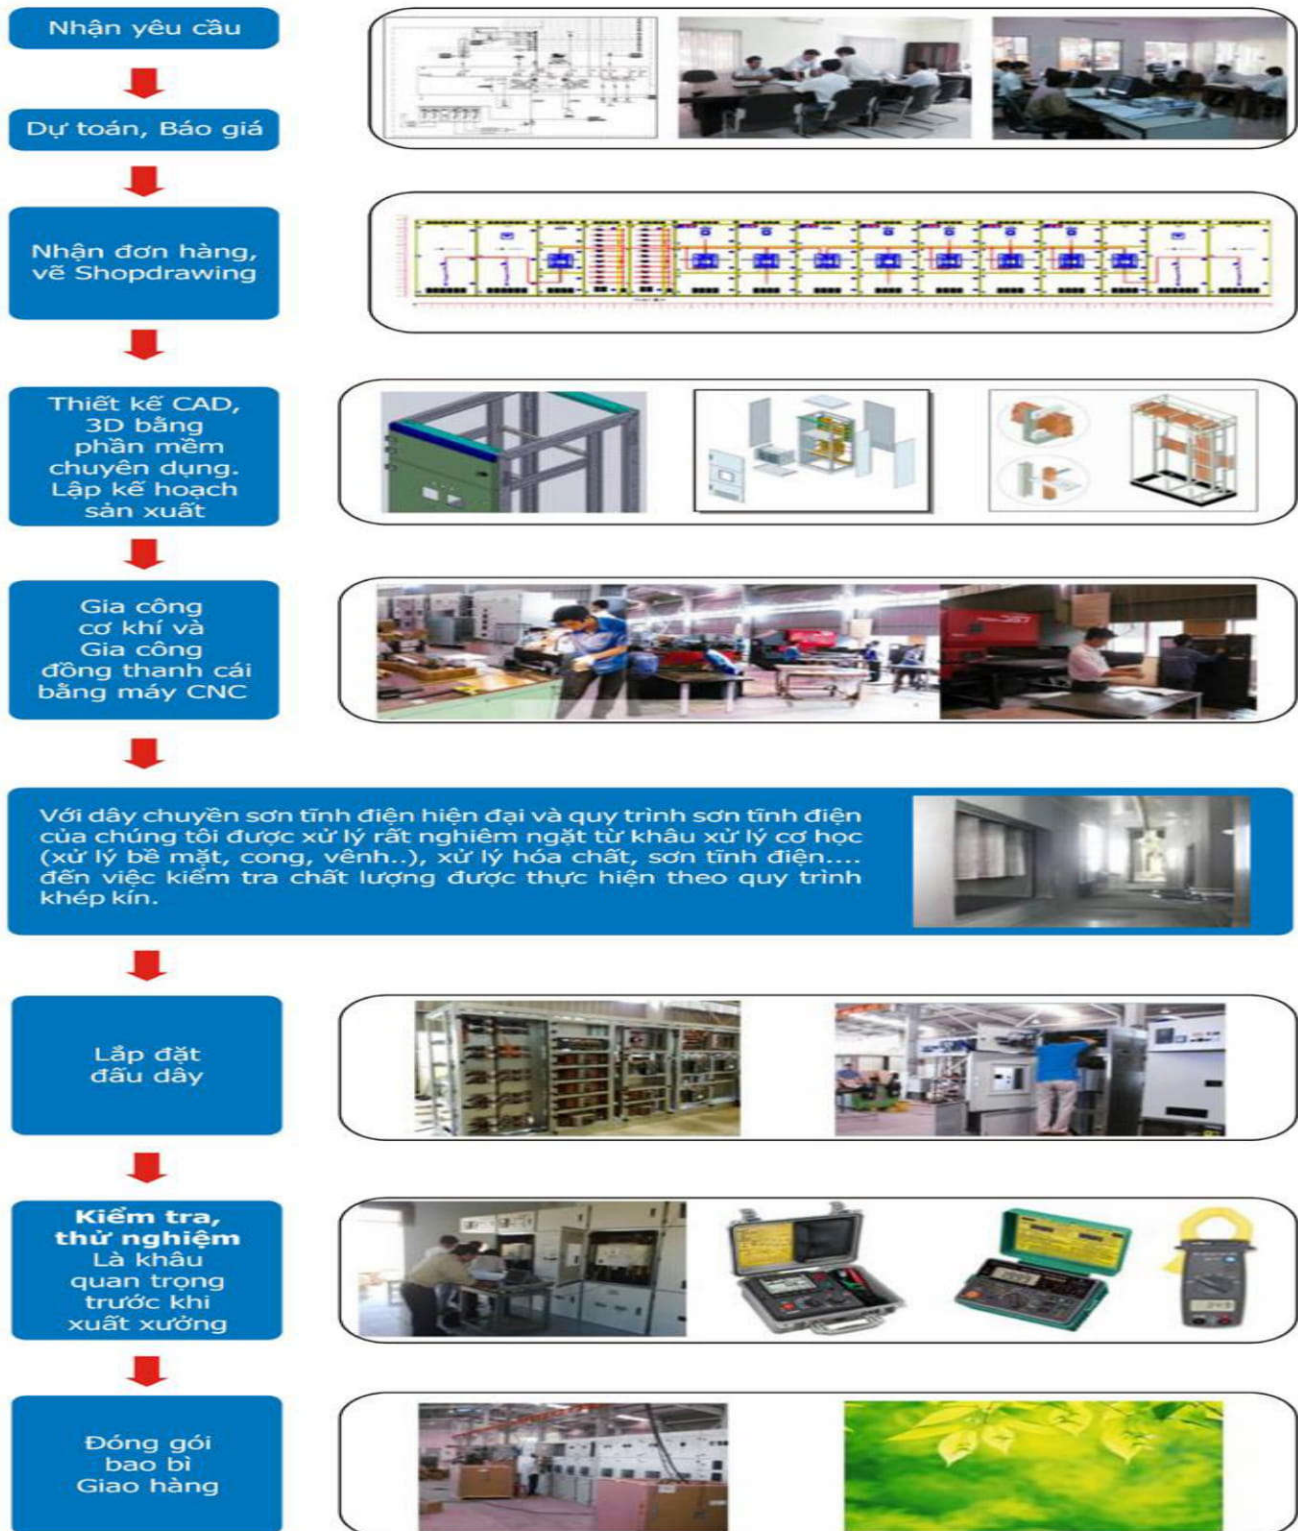 Nhận yêu cầu
Dự toán, Báo giá
Nhận đơn hàng,
vẽ Shopdrawing
Thiết kế CAD,
3D bằng
phần mềm
chuyên dụng.
Lập kế hoạch
sản xuất
Gia công
cơ khí và
Gia công
đồng thanh cái
bằng máy CNC
Với dây chuyền sơn tĩnh điện hiện đại và quy trình sơn tĩnh điện
của chúng tôi được xử lý rất nghiêm ngặt từ khâu xử lý cơ học
(xử lý bề mặt, cong, vênh..), xử lý hóa chất, sơn tĩnh điện....
đến việc kiểm tra chất lượng được thực hiện theo quy trình
khép kín.
Lắp đặt
đấu dây
Kiểm tra,
thử nghiệm
Là khâu
quan trọng
trước khi
xuất xưởng
Đóng gói
bao bì
Giao hàng